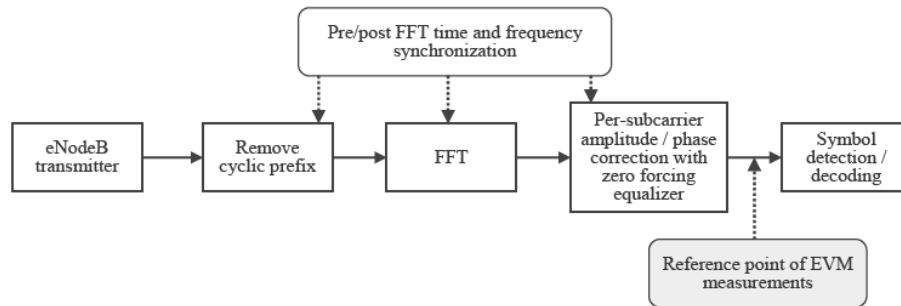 Pre/post FFT time and frequency
synchronization
eNodeB
transmitter
Remove
cyclic prefix
FFT
Per-subcarrier
amplitude / phase
correction with
zero forcing
equalizer
Symbol
detection /
decoding
Reference point of EVM
measurements